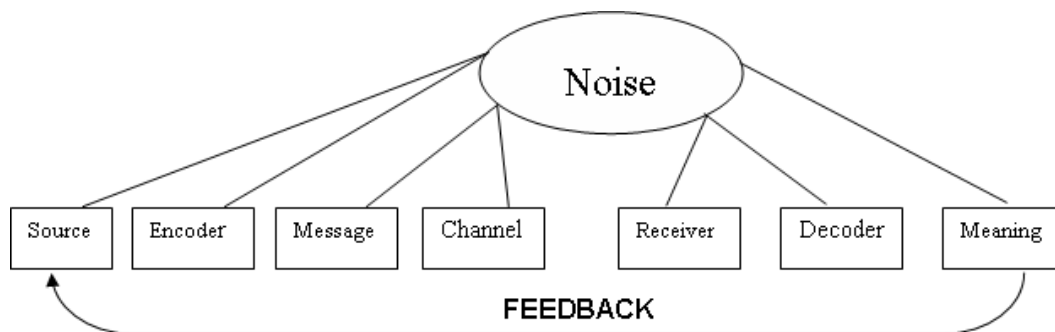 Noise
Source
Encoder
Message
Channel
Receiver
Decoder
Meaning
FEEDBACK